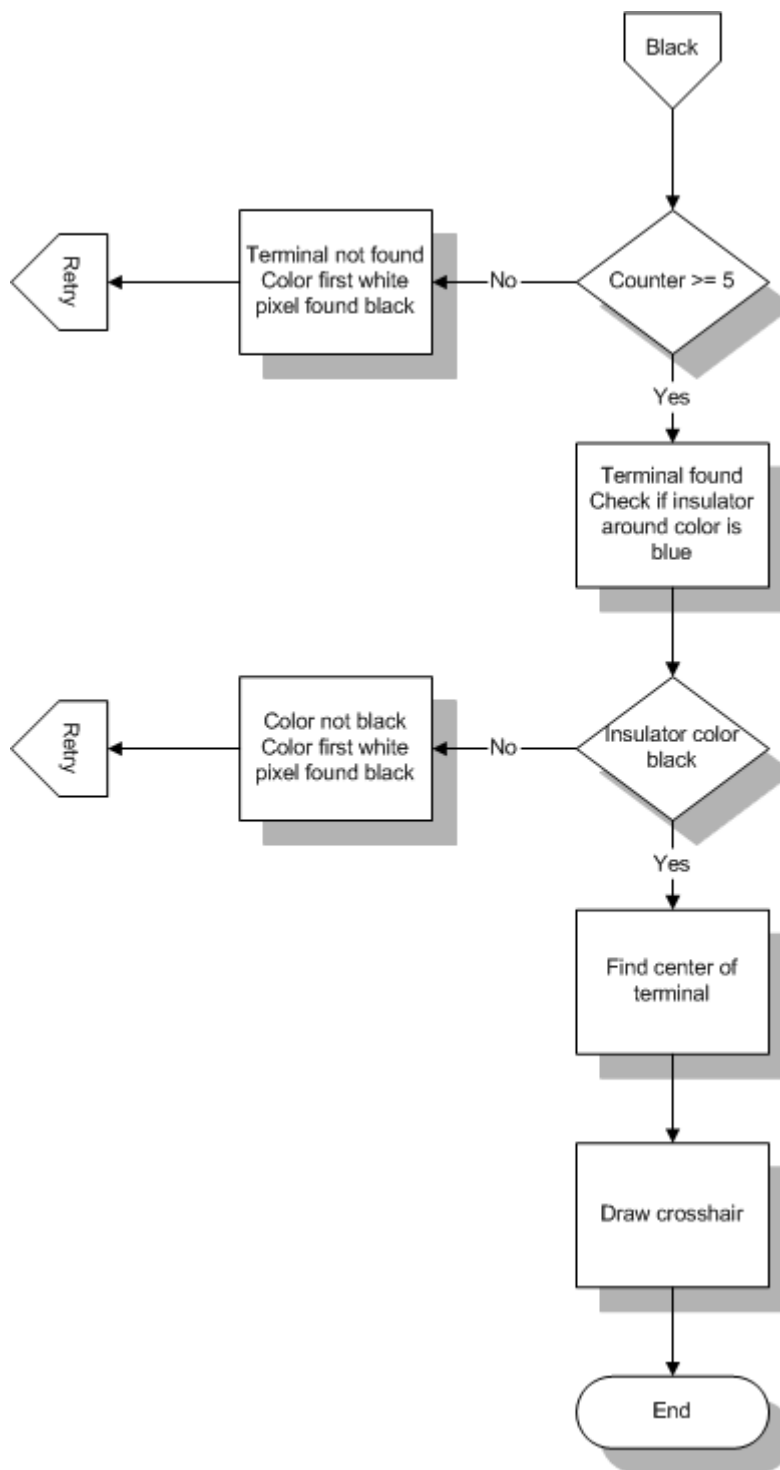 Black
Counter >= 5
No
Terminal not found
Color first white
pixel found black
Retry
Yes
Terminal found
Check if insulator
around color is
blue
Insulator color
black
No
Color not black
Color first white
pixel found black
Retry
Yes
Find center of
terminal
Draw crosshair
End